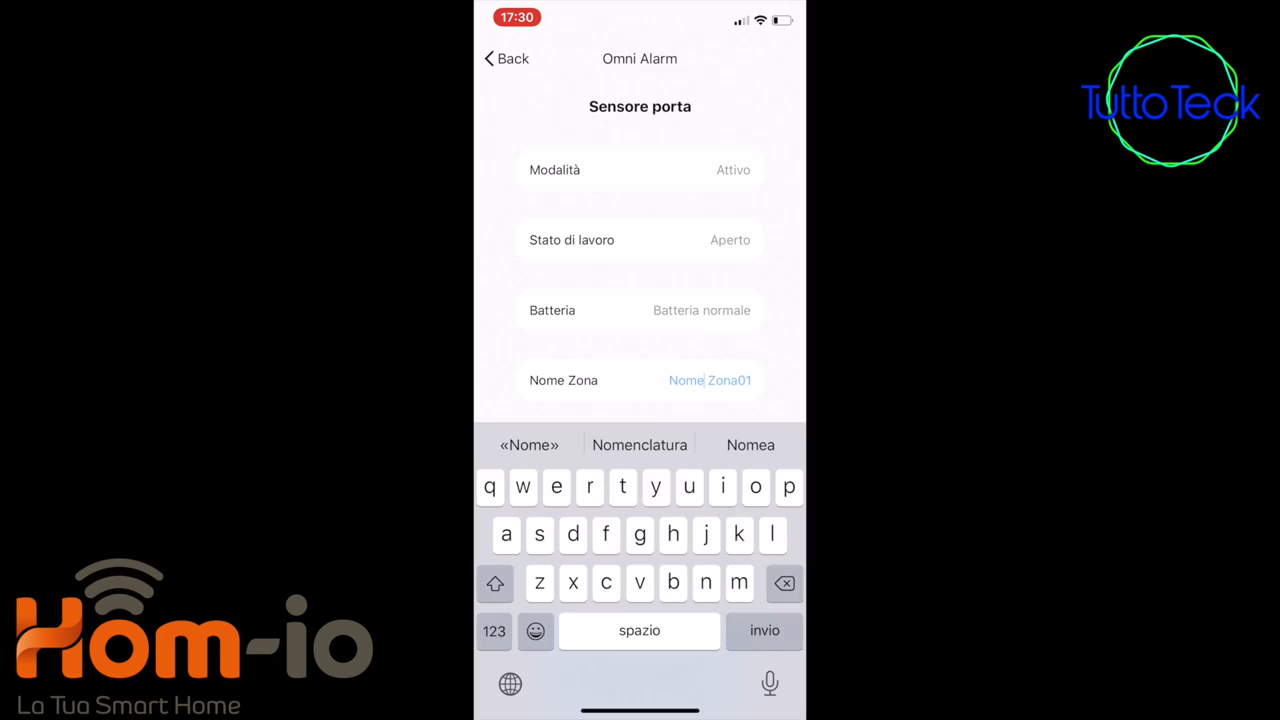 17:30
Back
Omni Alarm
TuttoTeck
Sensore porta
Modalità Attivo
Stato di lavoro Aperto
Batteria Batteria normale
Nome Zona Nome Zona01
«Nome» Nomenclatura Nomea
q w e r t y u i o p
a s d f g h j k l
z x c v b n m
123 spazio invio
Hom-io
La Tua Smart Home